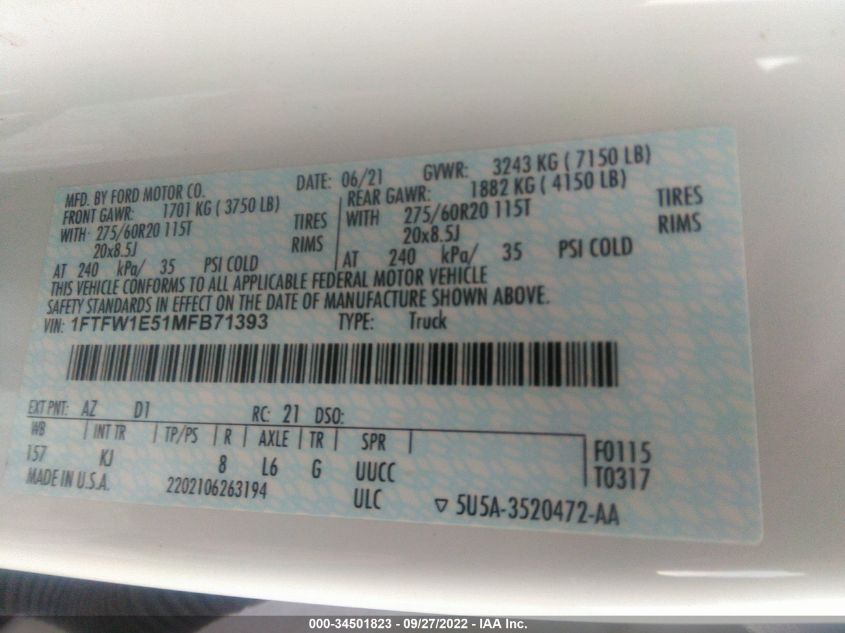 MFD. BY FORD MOTOR CO. DATE: 06/21 GVWR: 3243 KG ( 7150 LB)
FRONT GAWR: 1701 KG ( 3750 LB) REAR GAWR: 1882 KG ( 4150 LB)
WITH 275/60R20 115T TIRES WITH 275/60R20 115T TIRES
20x8.5J RIMS 20x8.5J RIMS
AT 240 kPa/ 35 PSI COLD AT 240 kPa/ 35 PSI COLD
THIS VEHICLE CONFORMS TO ALL APPLICABLE FEDERAL MOTOR VEHICLE
SAFETY STANDARDS IN EFFECT ON THE DATE OF MANUFACTURE SHOWN ABOVE.
VIN: 1FTFW1E51MFB71393 TYPE: Truck
EXT PNT: AZ D1 RC: 21 DSO:
WB INT TR TP/PS R AXLE TR SPR F0115
157 KJ 8 L6 G UUCC T0317
MADE IN U.S.A. 2202106263194 ULC ▽ 5U5A-3520472-AA
000-34501823 - 09/27/2022 - IAA Inc.